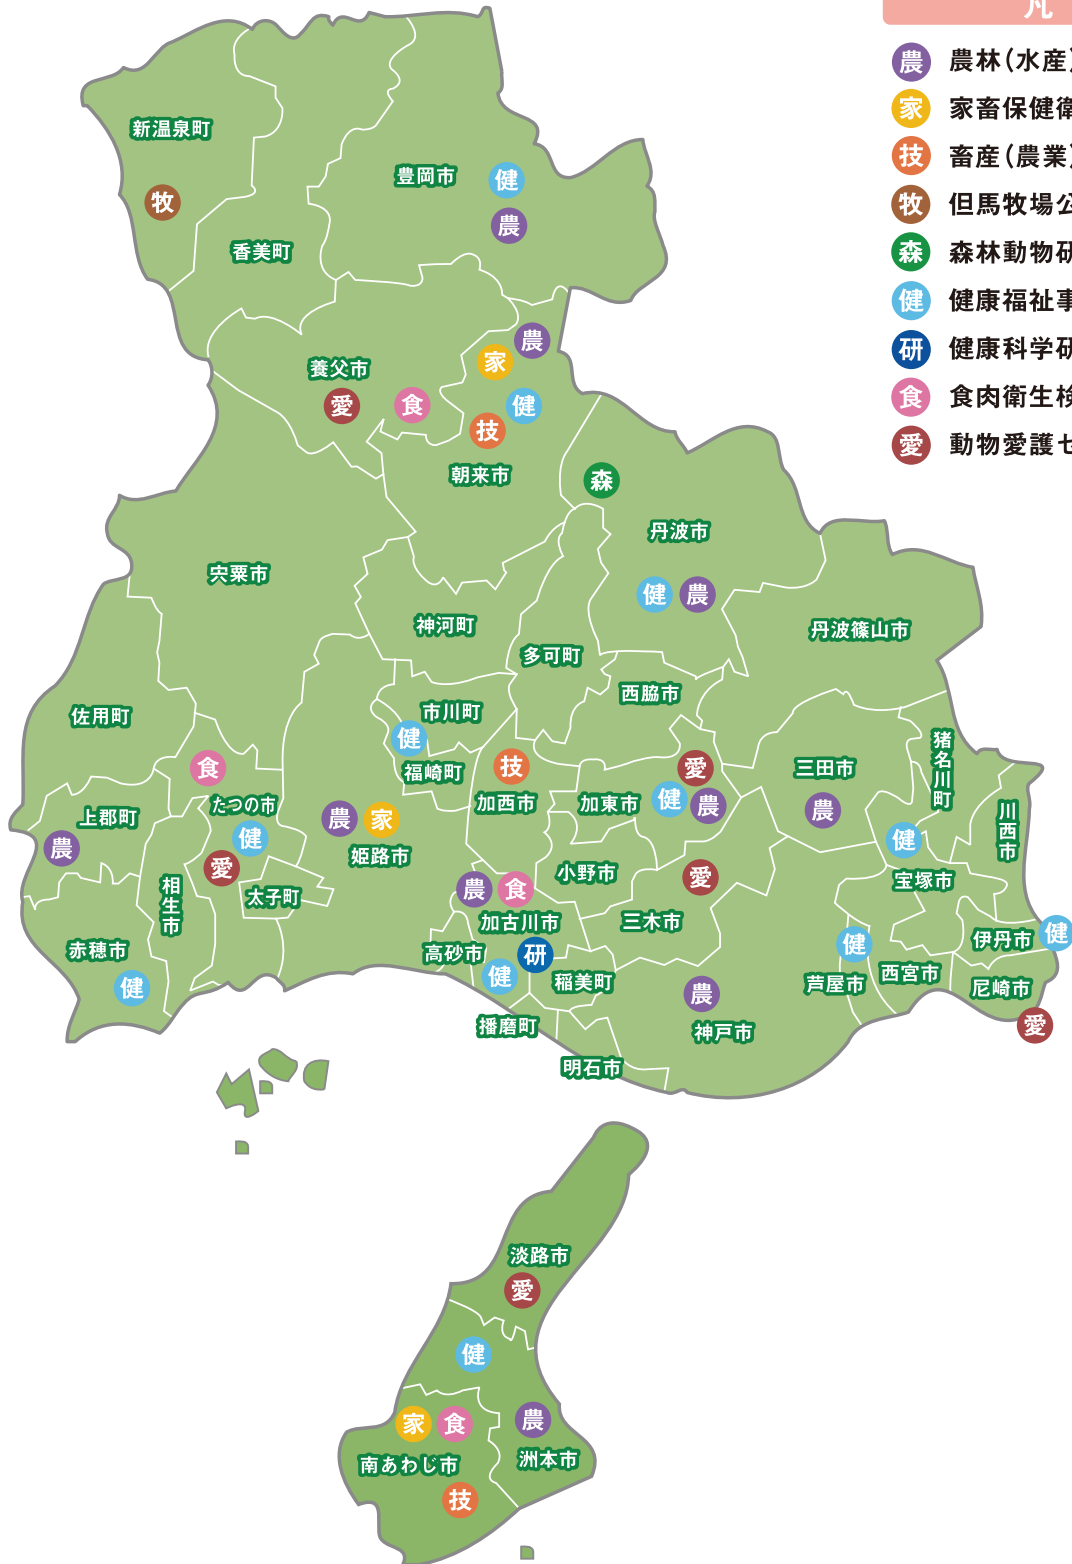 凡
農 農林(水産)
家 家畜保健衛
技 畜産(農業)
牧 但馬牧場公
森 森林動物研
健 健康福祉事
研 健康科学研
食 食肉衛生検
愛 動物愛護セ
新温泉町
牧
香美町
豊岡市
健
農
養父市
愛
食
農
家
健
技
朝来市
森
丹波市
健
農
宍粟市
神河町
多可町
丹波篠山市
西脇市
佐用町
市川町
健
福崎町
食
たつの市
健
愛
太子町
上郡町
農
相生市
赤穂市
健
農
家
姫路市
技
加西市
加東市
愛
健
農
三田市
農
猪名川町
川西市
健
宝塚市
小野市
愛
三木市
農
食
加古川市
高砂市
研
健
稲美町
播磨町
明石市
農
神戸市
健
芦屋市
西宮市
伊丹市
健
尼崎市
愛
淡路市
愛
健
家
食
南あわじ市
技
農
洲本市